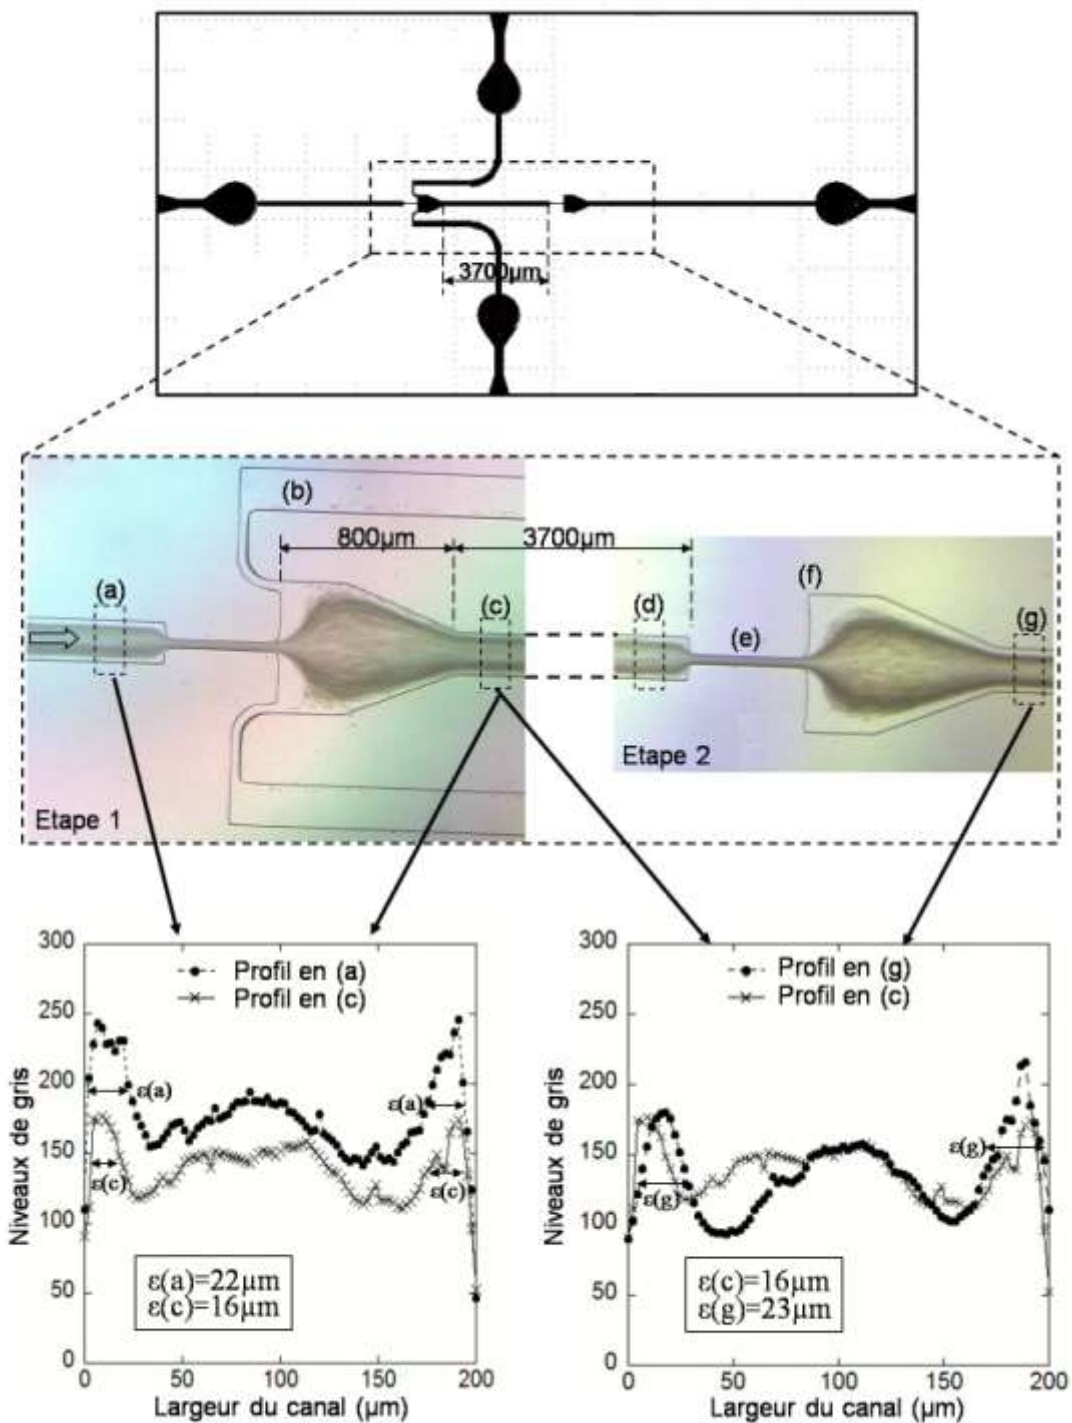 3700µm
(b)
800µm
3700µm
(a)
(c)
(d)
(e)
(f)
(g)
Etape 1
Etape 2
300
250
200
150
100
50
0
Niveaux de gris
Profil en (a)
Profil en (c)
ε(a)
ε(a)
ε(c)
ε(c)
ε(a)=22µm
ε(c)=16µm
0
50
100
150
200
Largeur du canal (µm)
300
250
200
150
100
50
0
Niveaux de gris
Profil en (g)
Profil en (c)
ε(g)
ε(g)
ε(c)=16µm
ε(g)=23µm
0
50
100
150
200
Largeur du canal (µm)